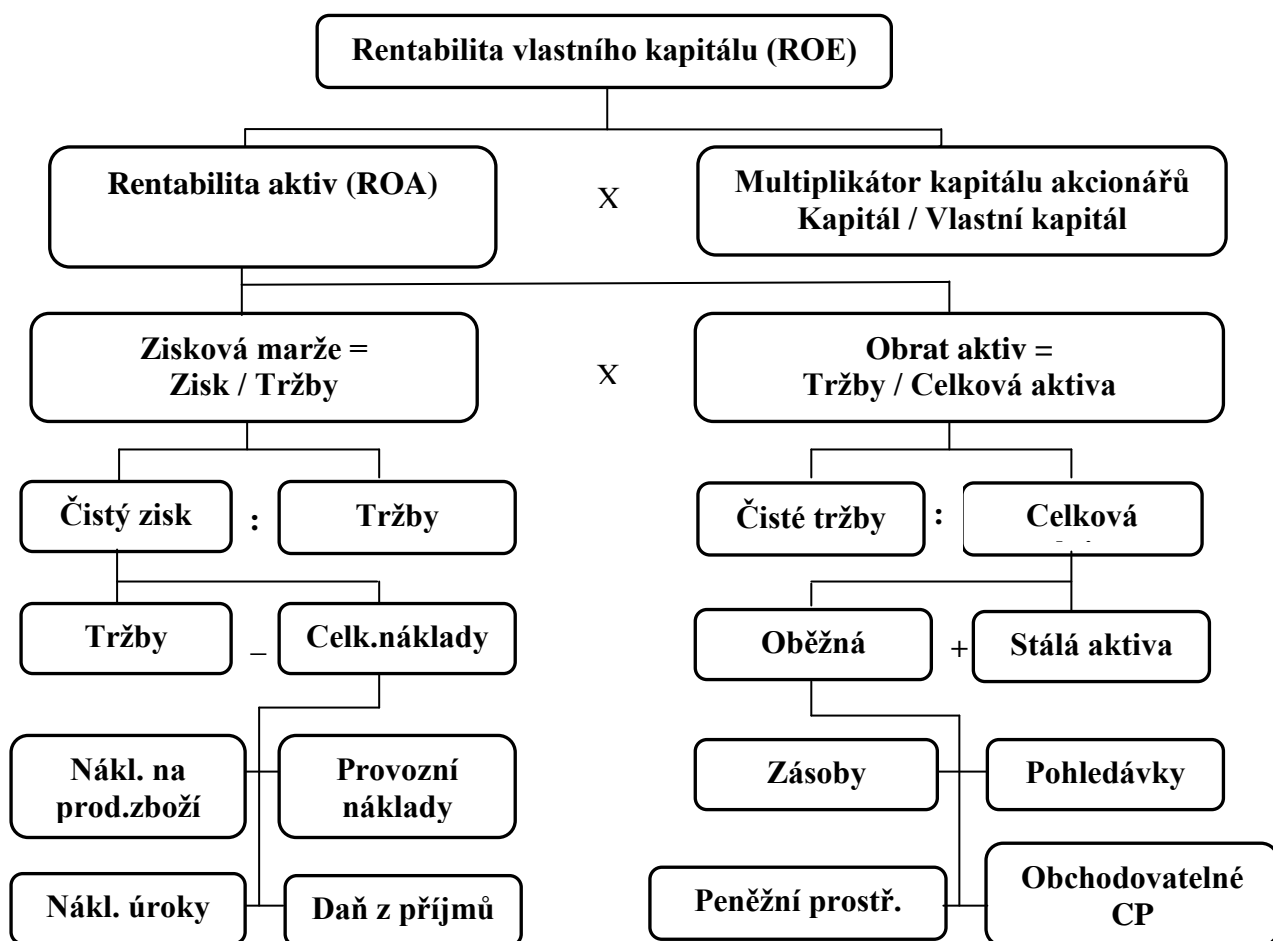 Rentabilita vlastního kapitálu (ROE)
Rentabilita aktiv (ROA)
X
Multiplikátor kapitálu akcionářů
Kapitál / Vlastní kapitál
Zisková marže =
Zisk / Tržby
X
Obrat aktiv =
Tržby / Celková aktiva
Čistý zisk
:
Tržby
Čisté tržby
:
Celková
Tržby
–
Celk.náklady
Oběžná
+
Stálá aktiva
Nákl. na
prod.zboží
Provozní
náklady
Zásoby
Pohledávky
Nákl. úroky
Daň z příjmů
Peněžní prostř.
Obchodovatelné
CP